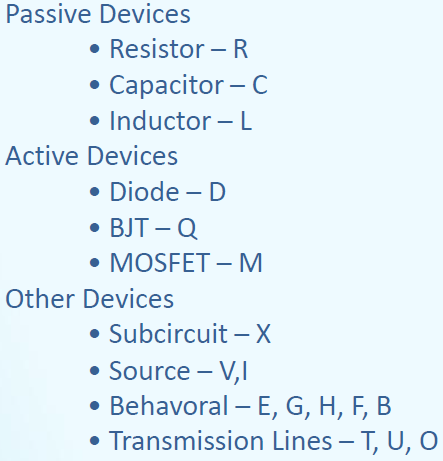 Passive Devices
• Resistor – R
• Capacitor – C
• Inductor – L
Active Devices
• Diode – D
• BJT – Q
• MOSFET – M
Other Devices
• Subcircuit – X
• Source – V,I
• Behavoral – E, G, H, F, B
• Transmission Lines – T, U, O